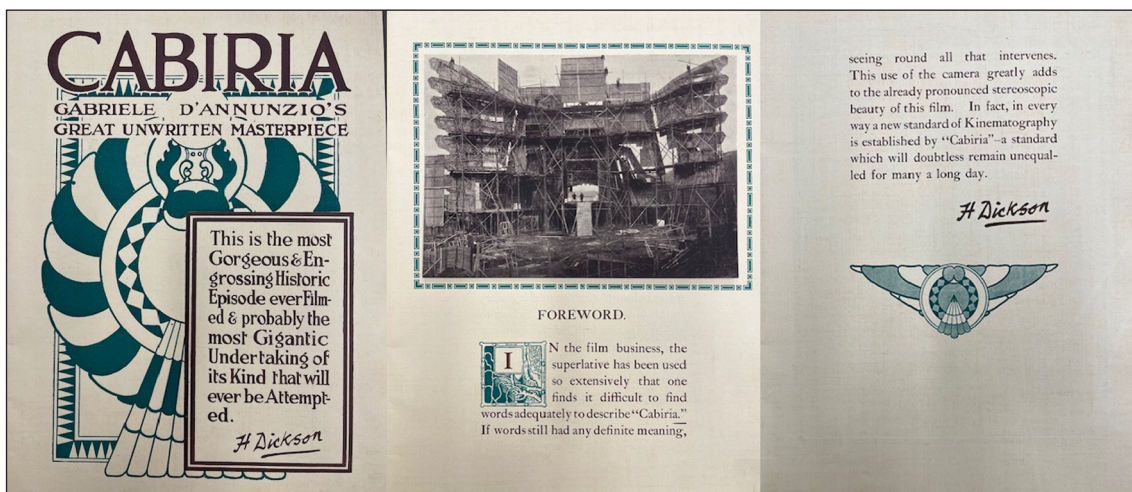 CABIRIA
GABRIELE D'ANNUNZIO'S
GREAT UNWRITTEN MASTERPIECE
This is the most
Gorgeous & En-
grossing Historic
Episode ever Film-
ed & probably the
most Gigantic
Undertaking of
its Kind that will
ever be Attempt-
ed.
H Dickson
FOREWORD.
IN the film business, the
superlative has been used
so extensively that one
finds it difficult to find
words adequately to describe "Cabiria."
If words still had any definite meaning,
seeing round all that intervenes.
This use of the camera greatly adds
to the already pronounced stereoscopic
beauty of this film. In fact, in every
way a new standard of Kinematography
is established by "Cabiria"–a standard
which will doubtless remain unequal-
led for many a long day.
H Dickson